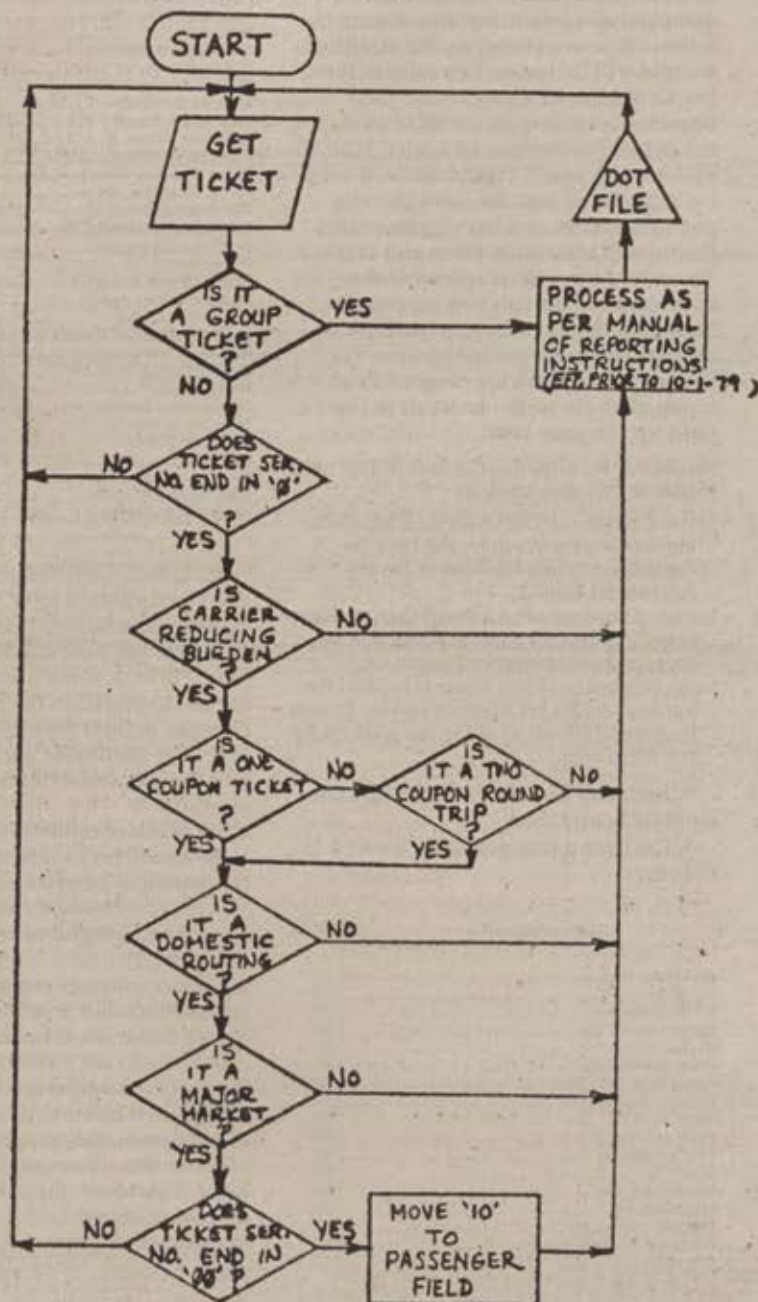 START
GET
TICKET
IS IT
A GROUP
TICKET
?
YES
NO
DOT
FILE
PROCESS AS
PER MANUAL
OF REPORTING
INSTRUCTIONS
(EFF. PRIOR TO 10-1-79)
DOES
TICKET SER.
NO. END IN '0'
?
NO
YES
IS
CARRIER
REDUCING
BURDEN
?
NO
YES
IS
IT A ONE
COUPON TICKET
?
NO
YES
IS
IT A TWO
COUPON ROUND
TRIP
?
NO
YES
IS
IT A
DOMESTIC
ROUTING
?
NO
YES
IS
IT A
MAJOR
MARKET
?
NO
YES
DOES
TICKET SER.
NO. END IN
'00' ?
NO
YES
MOVE '10'
TO
PASSENGER
FIELD